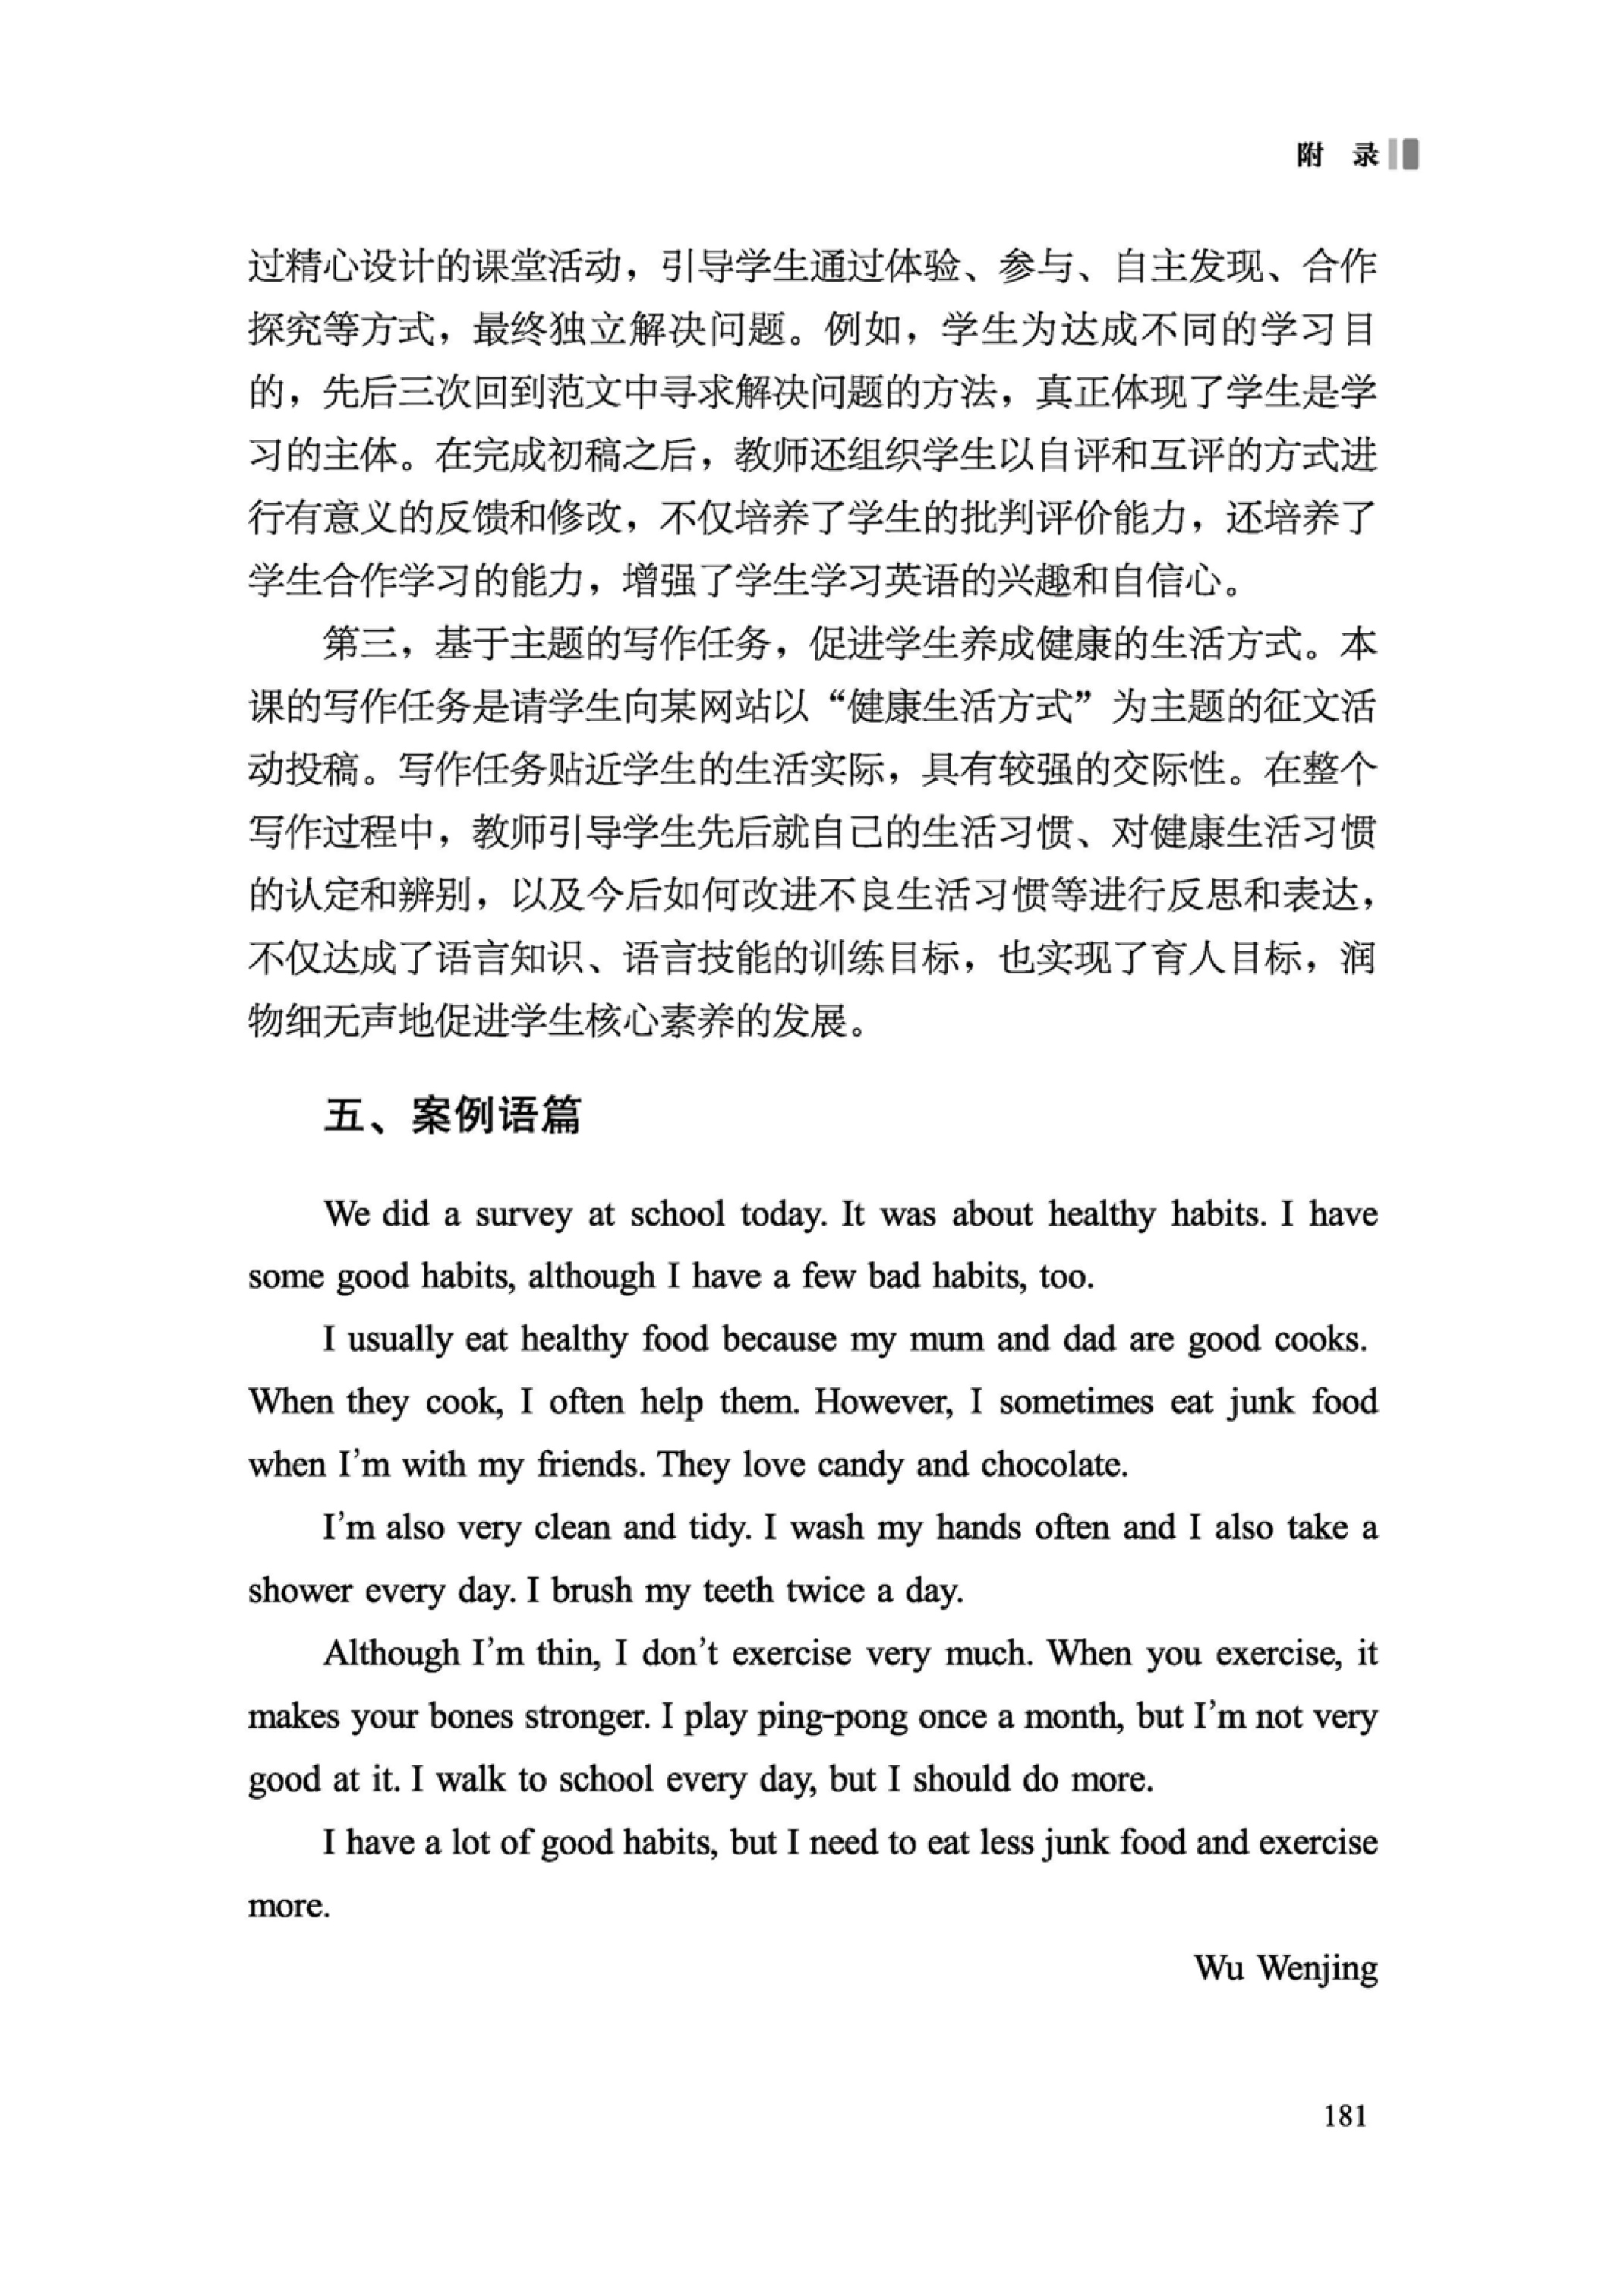 附　录
过精心设计的课堂活动，引导学生通过体验、参与、自主发现、合作
探究等方式，最终独立解决问题。例如，学生为达成不同的学习目
的，先后三次回到范文中寻求解决问题的方法，真正体现了学生是学
习的主体。在完成初稿之后，教师还组织学生以自评和互评的方式进
行有意义的反馈和修改，不仅培养了学生的批判评价能力，还培养了
学生合作学习的能力，增强了学生学习英语的兴趣和自信心。
第三，基于主题的写作任务，促进学生养成健康的生活方式。本
课的写作任务是请学生向某网站以“健康生活方式”为主题的征文活
动投稿。写作任务贴近学生的生活实际，具有较强的交际性。在整个
写作过程中，教师引导学生先后就自己的生活习惯、对健康生活习惯
的认定和辨别，以及今后如何改进不良生活习惯等进行反思和表达，
不仅达成了语言知识、语言技能的训练目标，也实现了育人目标，润
物细无声地促进学生核心素养的发展。
五、案例语篇
We did a survey at school today. It was about healthy habits. I have
some good habits, although I have a few bad habits, too.
I usually eat healthy food because my mum and dad are good cooks.
When they cook, I often help them. However, I sometimes eat junk food
when I’m with my friends. They love candy and chocolate.
I’m also very clean and tidy. I wash my hands often and I also take a
shower every day. I brush my teeth twice a day.
Although I’m thin, I don’t exercise very much. When you exercise, it
makes your bones stronger. I play ping-pong once a month, but I’m not very
good at it. I walk to school every day, but I should do more.
I have a lot of good habits, but I need to eat less junk food and exercise
more.
Wu Wenjing
181